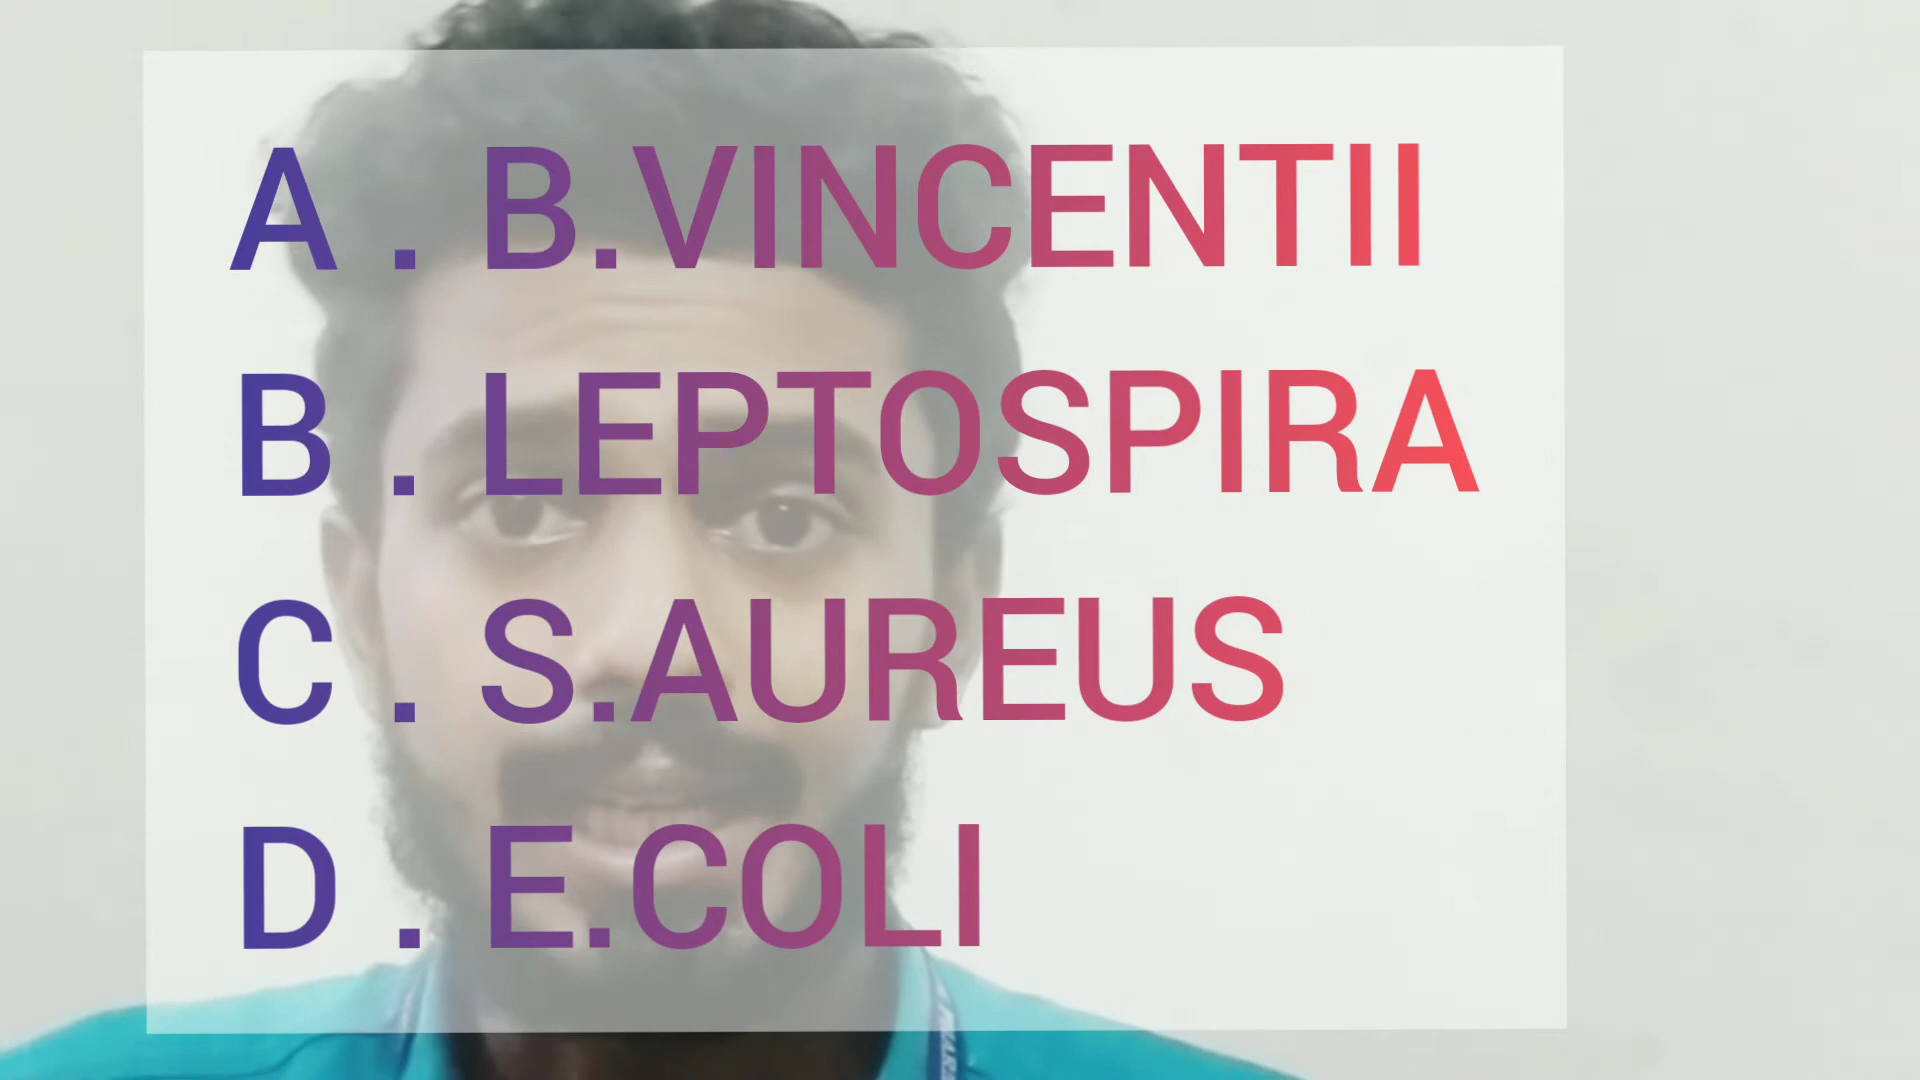 A . B.VINCENTII
B . LEPTOSPIRA
C . S.AUREUS
D . E.COLI